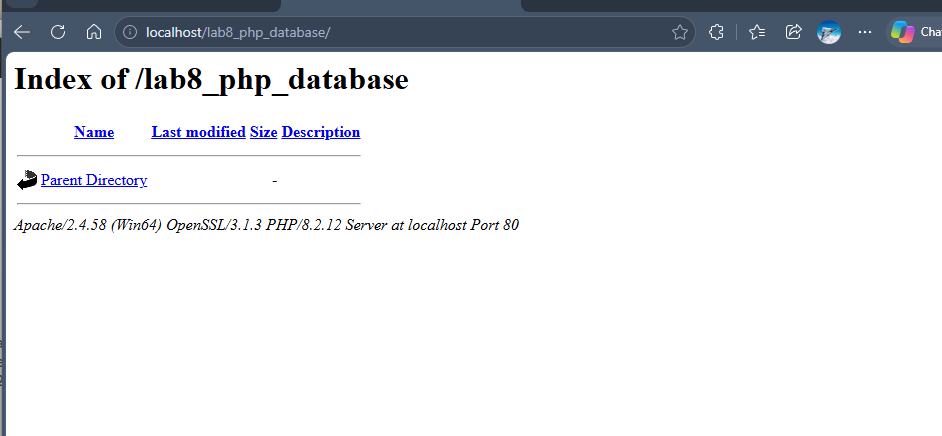 localhost/lab8_php_database/
Index of /lab8_php_database
Name Last modified Size Description
Parent Directory -
Apache/2.4.58 (Win64) OpenSSL/3.1.3 PHP/8.2.12 Server at localhost Port 80